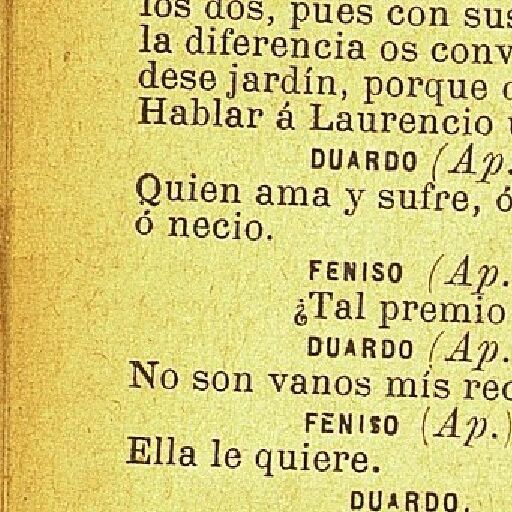 los dos, pues con sus
la diferencia os conv
dese jardín, porque
Hablar á Laurencio
DUARDO (Ap.
Quien ama y sufre, ó
ó necio.
FENISO (Ap.
¿Tal premio
DUARDO (Ap.
No son vanos mis rec
FENISO (Ap.)
Ella le quiere.
DUARDO.